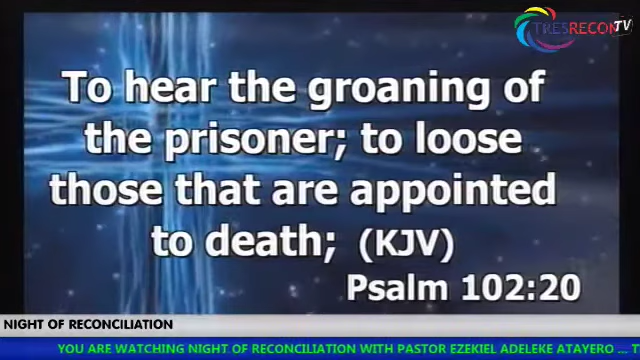 TRESRECON TV
To hear the groaning of
the prisoner; to loose
those that are appointed
to death; (KJV)
Psalm 102:20
NIGHT OF RECONCILIATION
YOU ARE WATCHING NIGHT OF RECONCILIATION WITH PASTOR EZEKIEL ADELEKE ATAYERO ... T